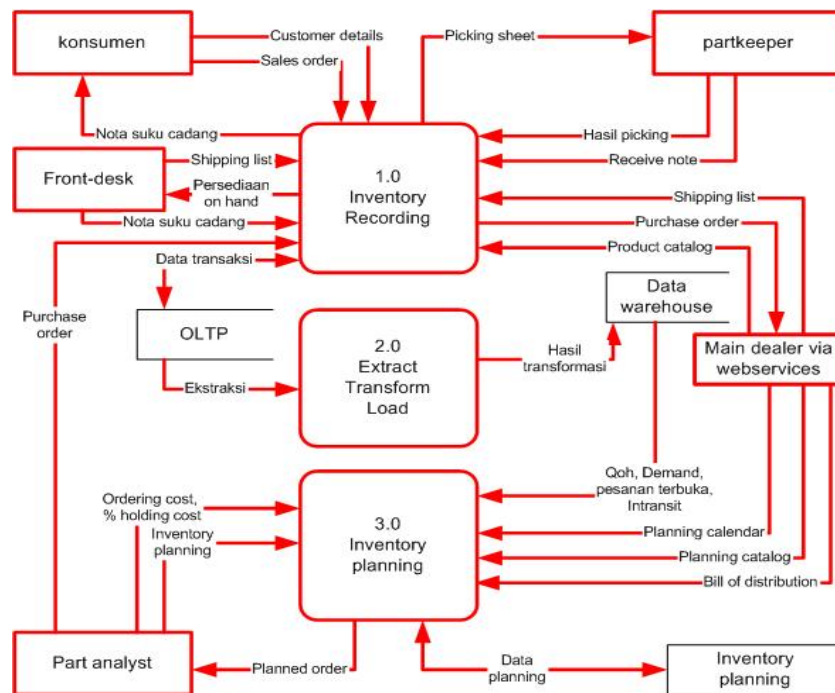 konsumen
Customer details
Sales order
Picking sheet
partkeeper
Nota suku cadang
Hasil picking
Receive note
Front-desk
Shipping list
Persediaan
on hand
Nota suku cadang
1.0
Inventory
Recording
Shipping list
Purchase order
Product catalog
Data transaksi
Purchase
order
OLTP
Ekstraksi
2.0
Extract
Transform
Load
Hasil
transformasi
Data
warehouse
Main dealer via
webservices
Qoh, Demand,
pesanan terbuka,
Intransit
Ordering cost,
% holding cost
Inventory
planning
3.0
Inventory
planning
Planning calendar
Planning catalog
Bill of distribution
Part analyst
Planned order
Data
planning
Inventory
planning